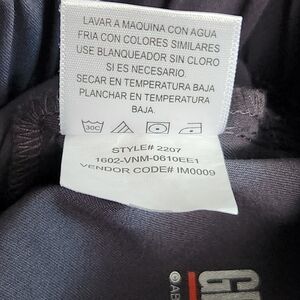 LAVAR A MAQUINA CON AGUA
FRIA CON COLORES SIMILARES
USE BLANQUEADOR SIN CLORO
SI ES NECESARIO.
SECAR EN TEMPERATURA BAJA
PLANCHAR EN TEMPERATURA
BAJA.
30C
STYLE# 2207
1602-VNM-0610EE1
VENDOR CODE# IM0009
G
©AB